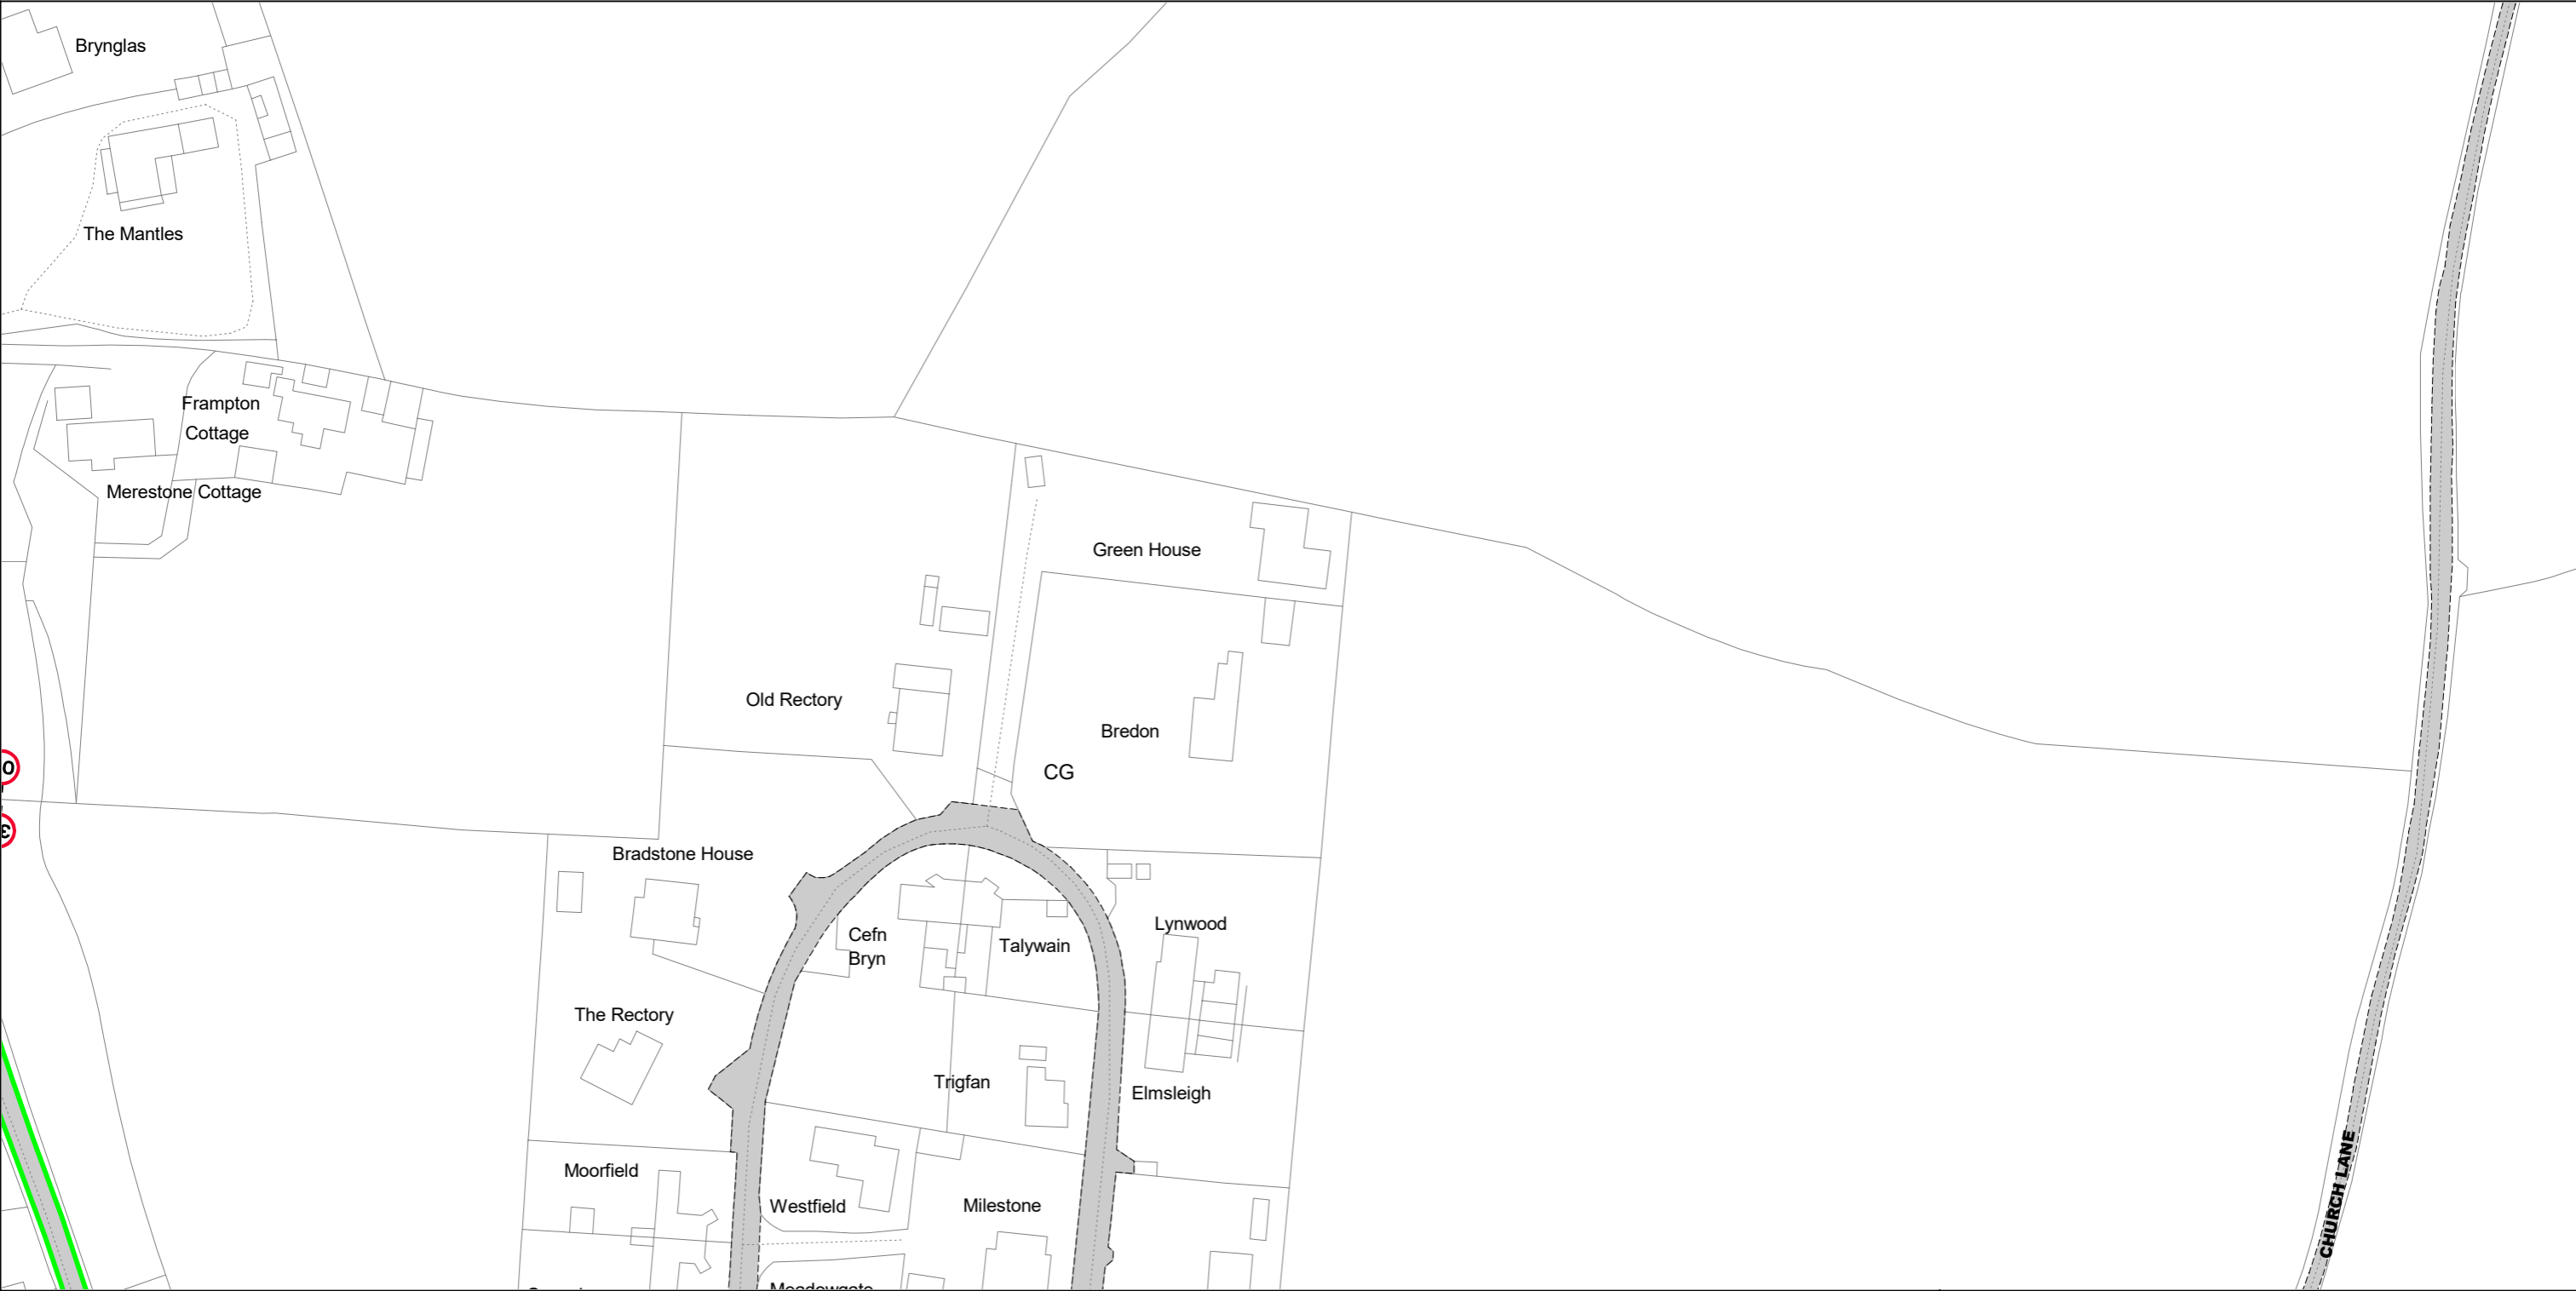 Brynglas
The Mantles
Frampton
Cottage
Merestone Cottage
Green House
Old Rectory
Bredon
CG
Bradstone House
Lynwood
Cefn
Bryn
Talywain
The Rectory
Trigfan
Elmsleigh
Moorfield
Westfield
Milestone
CHURCH LANE
Meadowgate